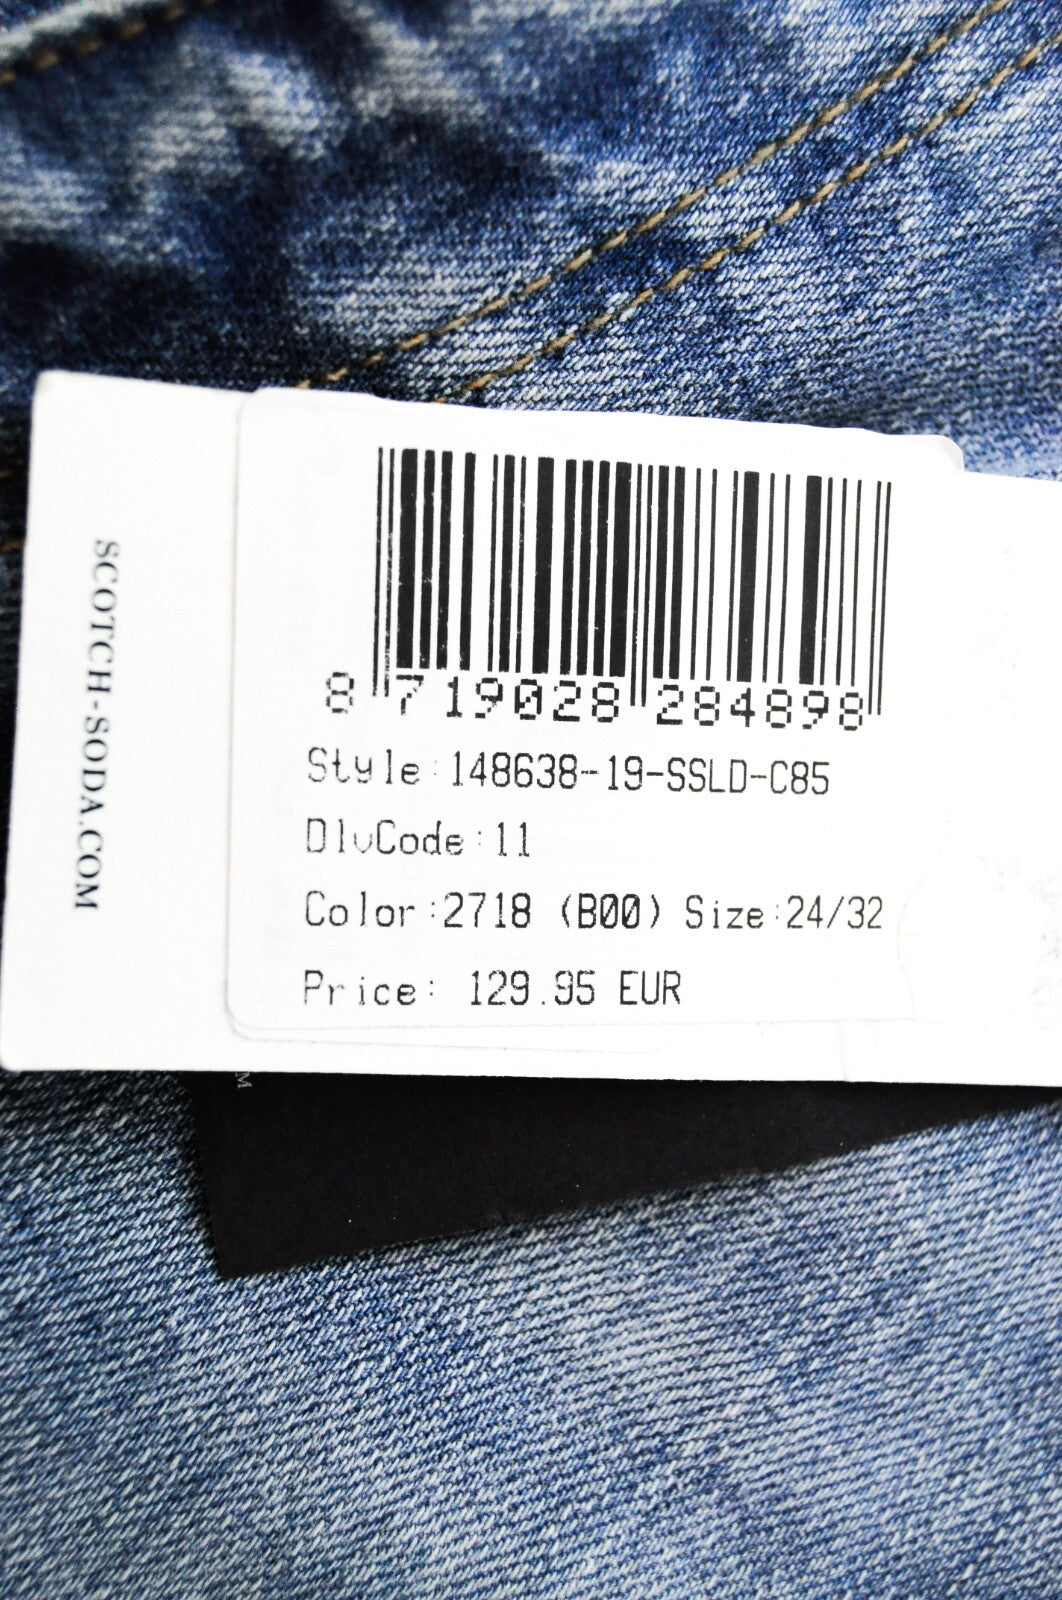 SCOTCH-SODA.COM
8 719028 284898
Style:148638-19-SSLD-C85
DlvCode:11
Color:2718 (B00) Size:24/32
Price: 129.95 EUR
M